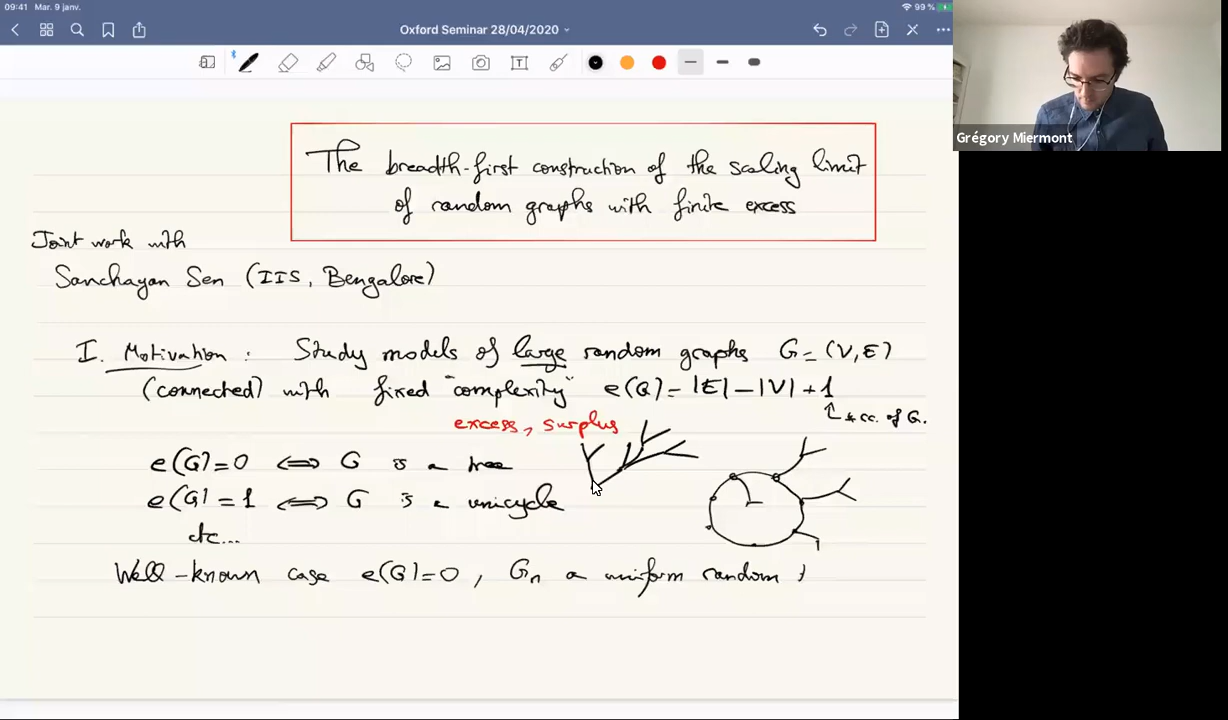 09:41 Mar. 9 janv.
99 %
Oxford Seminar 28/04/2020
Grégory Miermont
The breadth-first construction of the scaling limit
of random graphs with finite excess
Joint work with
Sanchayan Sen (IIS, Bengalore)
I. Motivation : Study models of large random graphs G = (V, E)
(connected) with fixed "complexity" e(G) = |E| - |V| + 1
↑ # cc. of G.
excess, surplus
e(G)=0 ⟺ G is a tree
e(G)=1 ⟺ G is a unicycle
etc...
Well-known case e(G)=0, Gn a uniform random